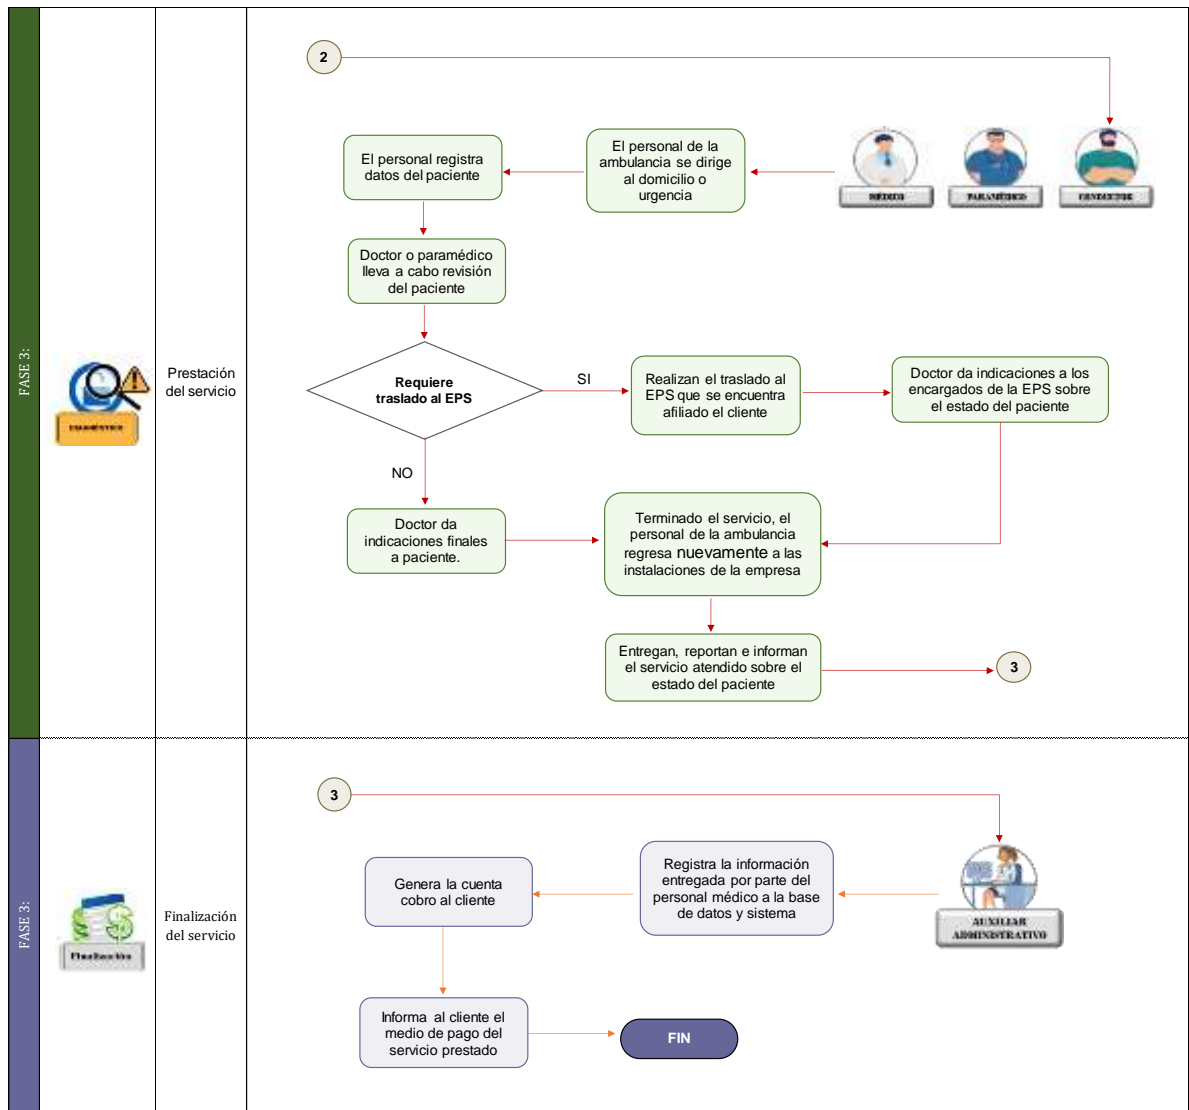 FASE 3:
DIAGNÓSTICO
Prestación
del servicio
2
MÉDICO
PARAMÉDICO
CONDUCTOR
El personal de la
ambulancia se dirige
al domicilio o
urgencia
El personal registra
datos del paciente
Doctor o paramédico
lleva a cabo revisión
del paciente
Requiere
traslado al EPS
SI
Realizan el traslado al
EPS que se encuentra
afiliado el cliente
Doctor da indicaciones a los
encargados de la EPS sobre
el estado del paciente
NO
Doctor da
indicaciones finales
a paciente.
Terminado el servicio, el
personal de la ambulancia
regresa nuevamente a las
instalaciones de la empresa
Entregan, reportan e informan
el servicio atendido sobre el
estado del paciente
3
FASE 3:
Finalización
Finalización
del servicio
3
AUXILIAR
ADMINISTRATIVO
Registra la información
entregada por parte del
personal médico a la base
de datos y sistema
Genera la cuenta
cobro al cliente
Informa al cliente el
medio de pago del
servicio prestado
FIN